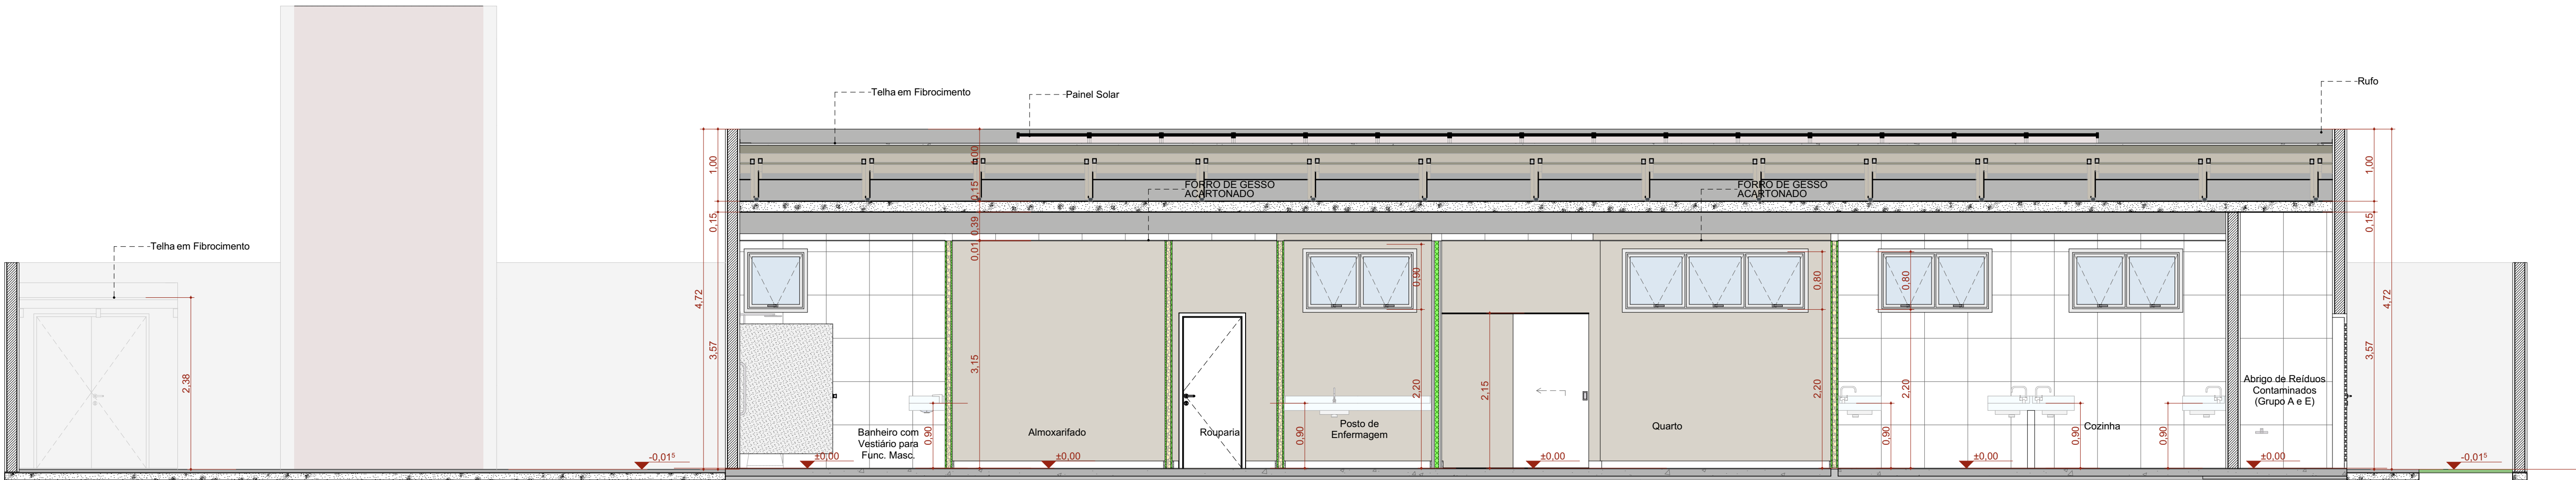 Rufo
Telha em Fibrocimento
Painel Solar
FORRO DE GESSO
ACARTONADO
FORRO DE GESSO
ACARTONADO
Telha em Fibrocimento
1,00
0,15
3,57
4,72
2,38
0,15
0,39
0,01
3,15
0,90
0,90
0,90
2,20
2,15
0,80
2,20
0,80
2,20
0,90
0,90
0,90
1,00
0,15
3,57
4,72
Banheiro com
Vestiário para
Func. Masc.
Almoxarifado
Rouparia
Posto de
Enfermagem
Quarto
Cozinha
Abrigo de Reíduos
Contaminados
(Grupo A e E)
-0,01⁵
±0,00
±0,00
±0,00
±0,00
±0,00
-0,01⁵